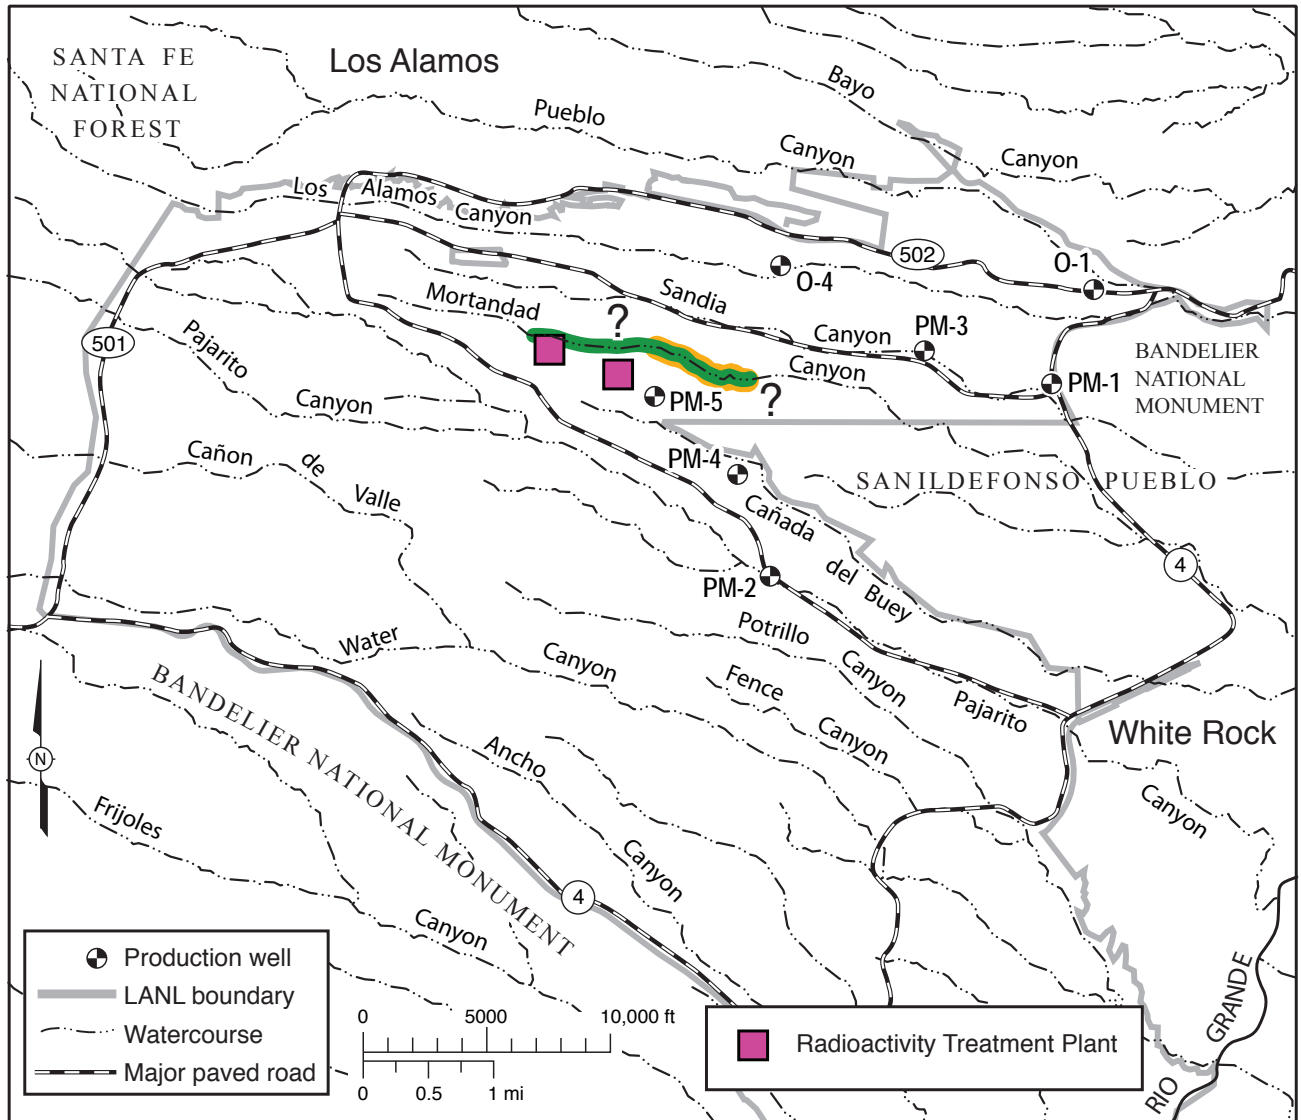 SANTA FE
NATIONAL
FOREST
Los Alamos
Bayo
Pueblo
Canyon
Canyon
Los Alamos Canyon
502
O-1
O-4
Mortandad
Sandia
?
Canyon
PM-3
501
Pajarito
Canyon
BANDELIER
NATIONAL
MONUMENT
PM-1
PM-5
?
Canyon
Cañon de Valle
PM-4
SAN ILDEFONSO PUEBLO
Cañada del Buey
4
PM-2
Water
Canyon
Potrillo
Canyon
Fence
Canyon
Pajarito
White Rock
Canyon
BANDELIER NATIONAL MONUMENT
N
Ancho
Canyon
Frijoles
Canyon
4
RIO GRANDE
Production well
LANL boundary
Watercourse
Major paved road
0 5000 10,000 ft
0 0.5 1 mi
Radioactivity Treatment Plant